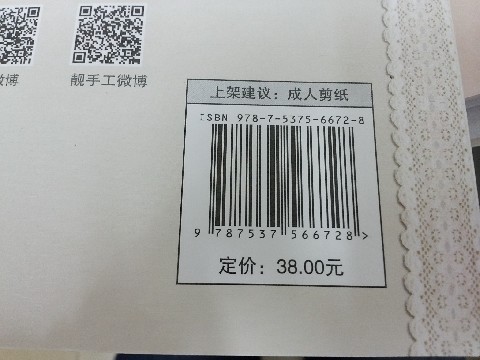 微博
靓手工微博
上架建议：成人剪纸
ISBN 978-7-5375-6672-8
9 787537 566728 >
定价：38.00元